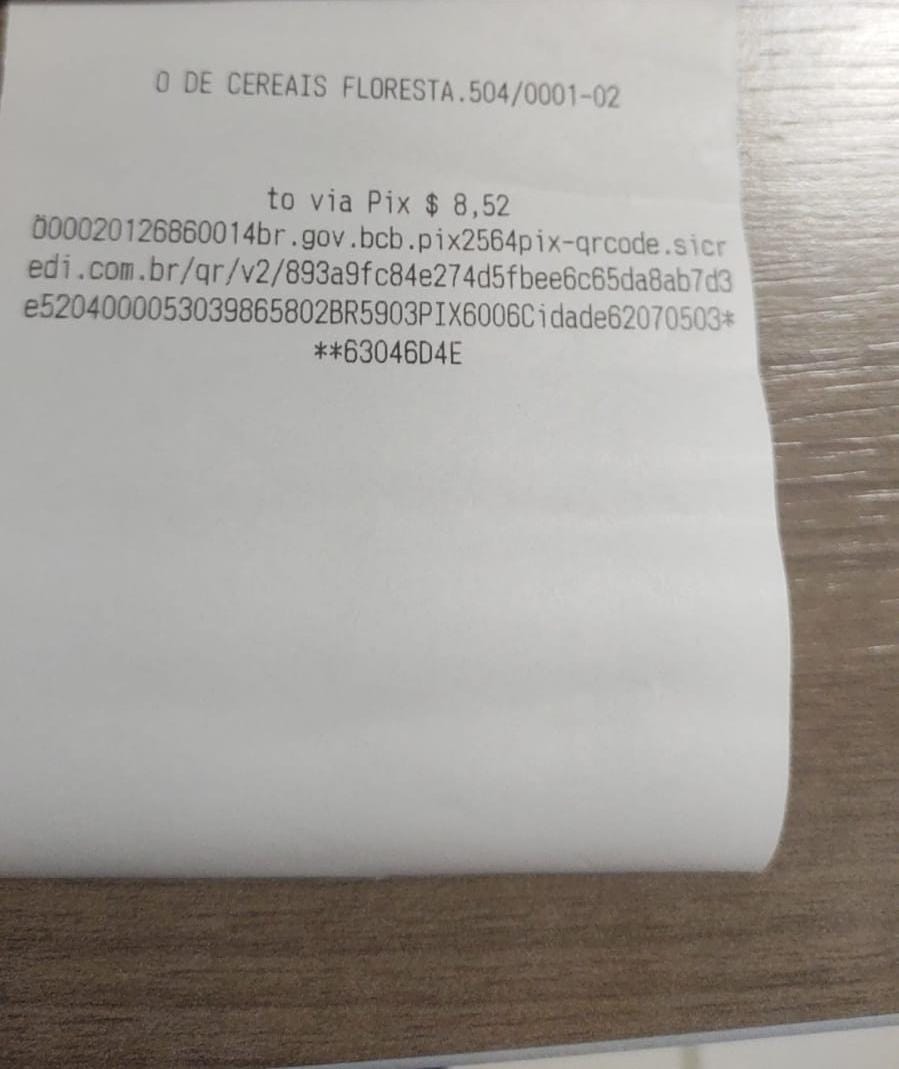 O DE CEREAIS FLORESTA.504/0001-02
to via Pix $ 8,52
õ00020126860014br.gov.bcb.pix2564pix-qrcode.sicr
edi.com.br/qr/v2/893a9fc84e274d5fbee6c65da8ab7d3
e5204000053039865802BR5903PIX6006Cidade62070503*
**63046D4E